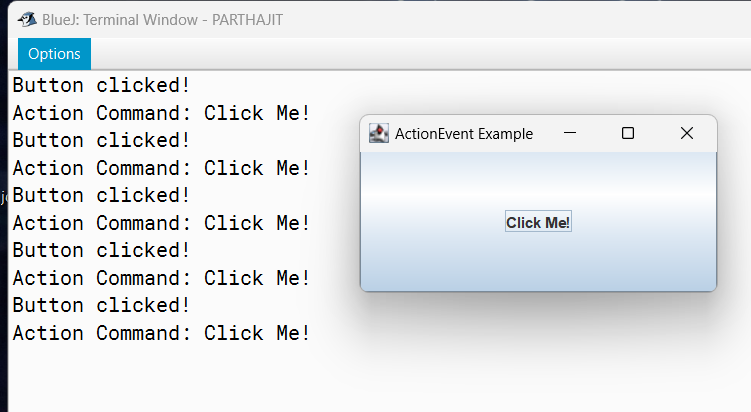 BlueJ: Terminal Window - PARTHAJIT
Options
Button clicked!
Action Command: Click Me!
Button clicked!
Action Command: Click Me!
Button clicked!
Action Command: Click Me!
Button clicked!
Action Command: Click Me!
Button clicked!
Action Command: Click Me!
ActionEvent Example
Click Me!